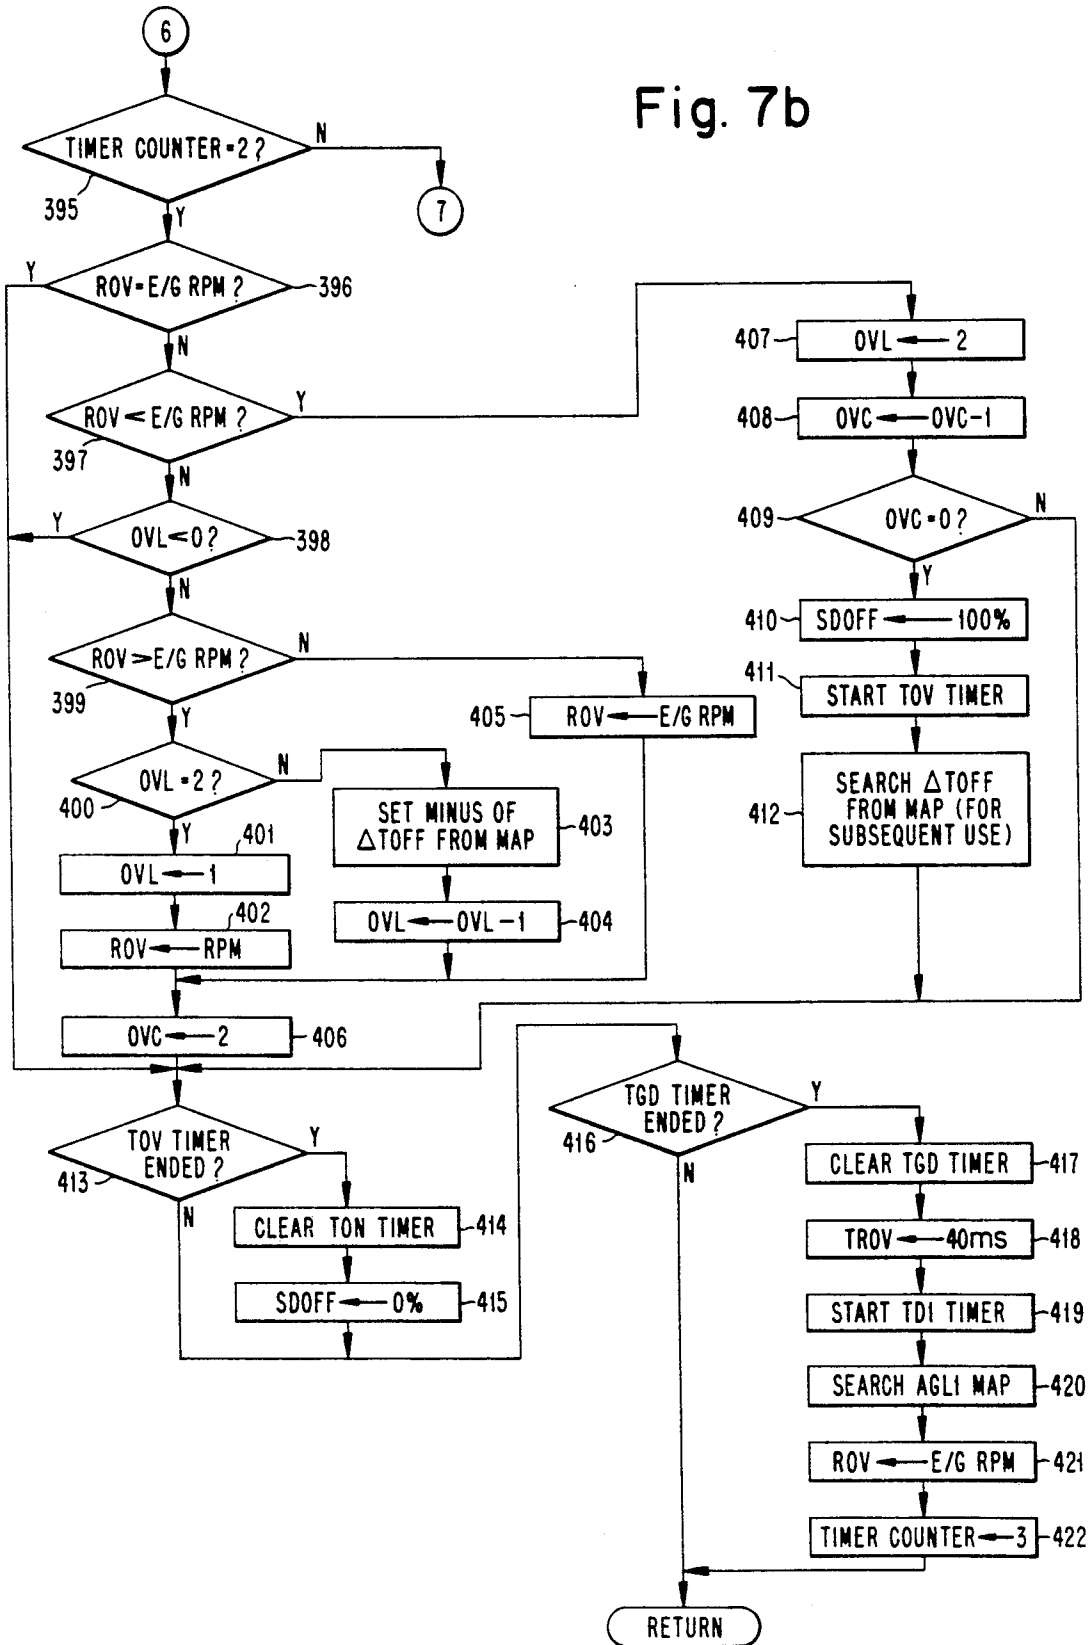 6
Fig. 7b
TIMER COUNTER=2?
N
395
Y
7
Y
ROV=E/G RPM?
396
N
407
OVL ← 2
ROV < E/G RPM?
Y
397
N
408
OVC ← OVC-1
Y
OVL<0?
398
N
409
OVC=0?
N
Y
410
SDOFF ← 100%
ROV>E/G RPM?
N
399
Y
411
START TOV TIMER
405
ROV ← E/G RPM
OVL=2?
N
400
Y
412
SEARCH ΔTOFF
FROM MAP (FOR
SUBSEQUENT USE)
SET MINUS OF
ΔTOFF FROM MAP
403
401
OVL ← 1
402
ROV ← RPM
OVL ← OVL-1
404
OVC ← 2
406
TOV TIMER
ENDED?
Y
413
N
CLEAR TON TIMER
414
SDOFF ← 0%
415
TGD TIMER
ENDED?
Y
416
N
CLEAR TGD TIMER
417
TROV ← 40ms
418
START TD1 TIMER
419
SEARCH AGL1 MAP
420
ROV ← E/G RPM
421
TIMER COUNTER ← 3
422
RETURN